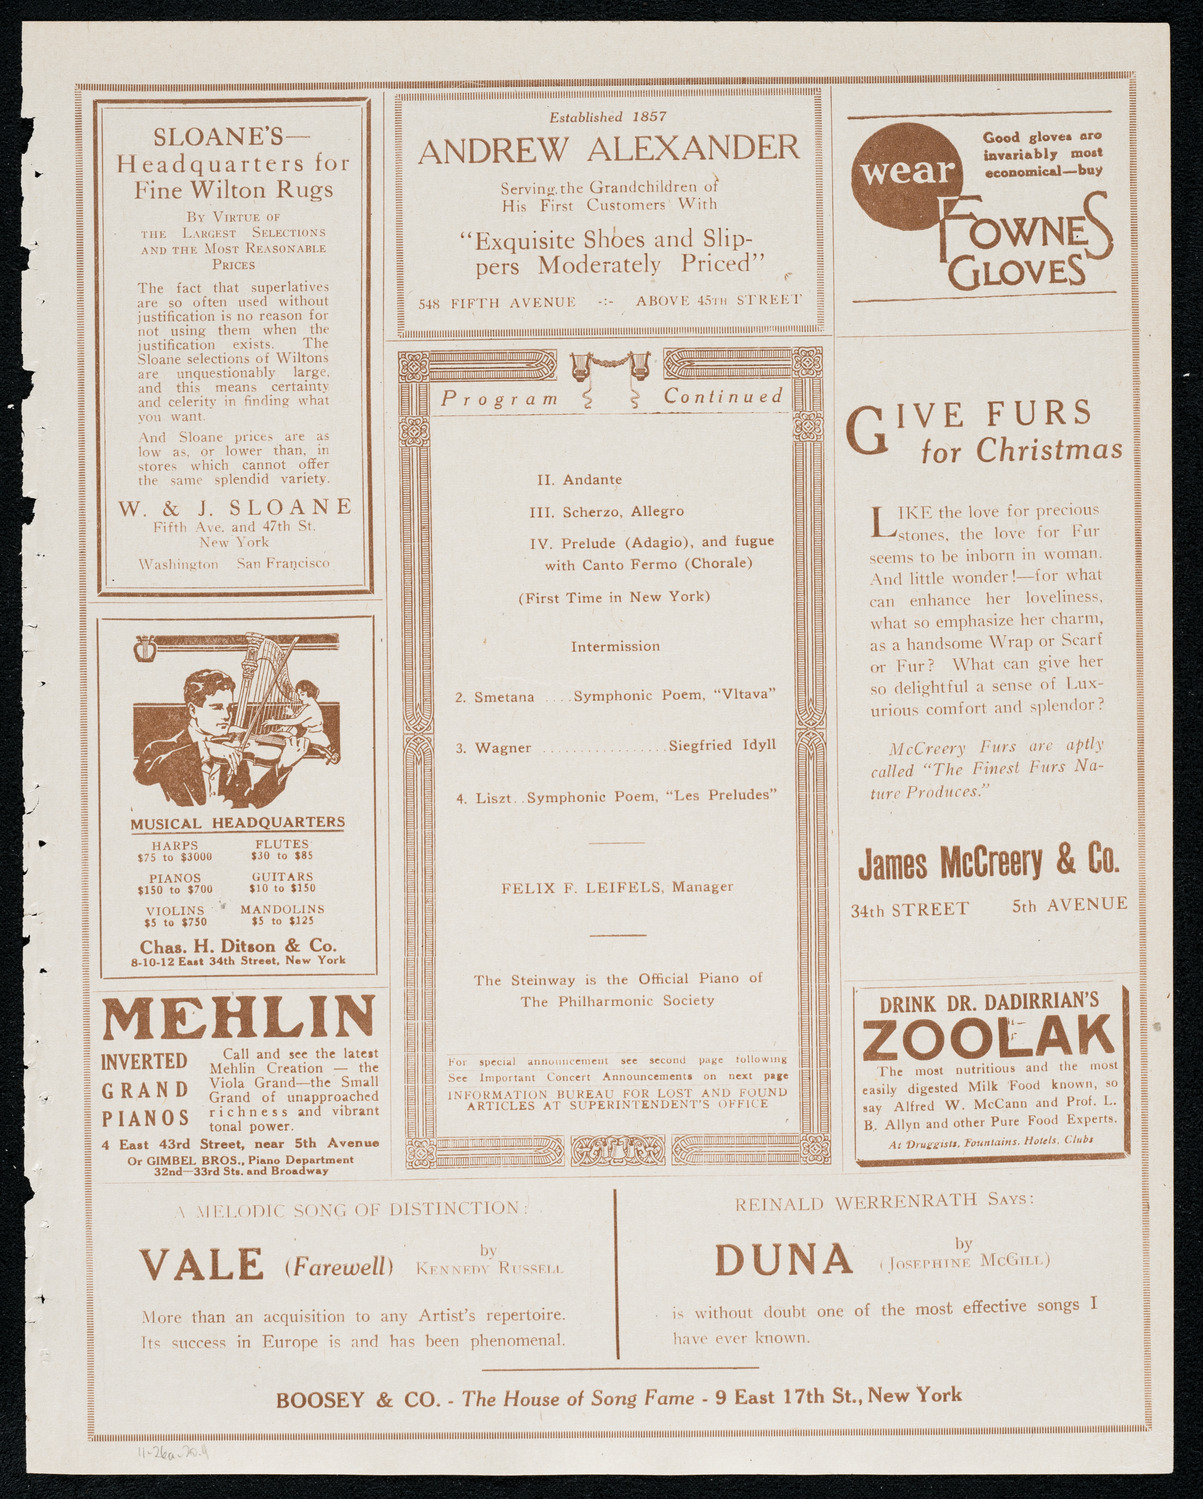 SLOANE'S—
Headquarters for
Fine Wilton Rugs
By Virtue of
the Largest Selections
and the Most Reasonable
Prices
The fact that superlatives
are so often used without
justification is no reason for
not using them when the
justification exists. The
Sloane selections of Wiltons
are unquestionably large,
and this means certainty
and celerity in finding what
you want.
And Sloane prices are as
low as, or lower than, in
stores which cannot offer
the same splendid variety.
W. & J. SLOANE
Fifth Ave. and 47th St.
New York
Washington San Francisco
MUSICAL HEADQUARTERS
HARPS FLUTES
$75 to $3000 $30 to $85
PIANOS GUITARS
$150 to $700 $10 to $150
VIOLINS MANDOLINS
$5 to $750 $5 to $125
Chas. H. Ditson & Co.
8-10-12 East 34th Street, New York
MEHLIN
INVERTED
GRAND
PIANOS
Call and see the latest
Mehlin Creation — the
Viola Grand—the Small
Grand of unapproached
richness and vibrant
tonal power.
4 East 43rd Street, near 5th Avenue
Or GIMBEL BROS., Piano Department
32nd—33rd Sts. and Broadway
Established 1857
ANDREW ALEXANDER
Serving the Grandchildren of
His First Customers With
"Exquisite Shoes and Slip-
pers Moderately Priced"
548 FIFTH AVENUE -:- ABOVE 45TH STREET
Program Continued
II. Andante
III. Scherzo, Allegro
IV. Prelude (Adagio), and fugue
with Canto Fermo (Chorale)
(First Time in New York)
Intermission
2. Smetana ....Symphonic Poem, "Vltava"
3. Wagner ................Siegfried Idyll
4. Liszt..Symphonic Poem, "Les Preludes"
FELIX F. LEIFELS, Manager
The Steinway is the Official Piano of
The Philharmonic Society
For special announcement see second page following
See Important Concert Announcements on next page
INFORMATION BUREAU FOR LOST AND FOUND
ARTICLES AT SUPERINTENDENT'S OFFICE
wear
Good gloves are
invariably most
economical—buy
FOWNES
GLOVES
GIVE FURS
for Christmas
LIKE the love for precious
stones, the love for Fur
seems to be inborn in woman.
And little wonder!—for what
can enhance her loveliness,
what so emphasize her charm,
as a handsome Wrap or Scarf
or Fur? What can give her
so delightful a sense of Lux-
urious comfort and splendor?
McCreery Furs are aptly
called "The Finest Furs Na-
ture Produces."
James McCreery & Co.
34th STREET 5th AVENUE
DRINK DR. DADIRRIAN'S
ZOOLAK
The most nutritious and the most
easily digested Milk Food known, so
say Alfred W. McCann and Prof. L.
B. Allyn and other Pure Food Experts.
At Druggists, Fountains, Hotels, Clubs
A MELODIC SONG OF DISTINCTION:
VALE (Farewell) by Kennedy Russell
More than an acquisition to any Artist's repertoire.
Its success in Europe is and has been phenomenal.
REINALD WERRENRATH Says:
DUNA by (Josephine McGill)
is without doubt one of the most effective songs I
have ever known.
BOOSEY & CO. - The House of Song Fame - 9 East 17th St., New York